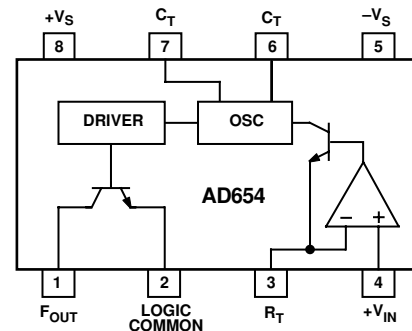 +VS CT CT –VS
8 7 6 5
DRIVER OSC
AD654
– +
1 2 3 4
FOUT LOGIC COMMON RT +VIN